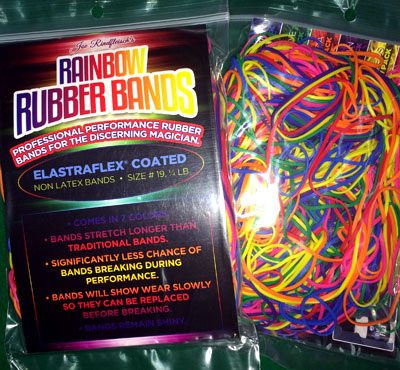 Joe Rindfleisch's
RAINBOW
RUBBER BANDS
PROFESSIONAL PERFORMANCE RUBBER
BANDS FOR THE DISCERNING MAGICIAN.
ELASTRAFLEX® COATED
NON LATEX BANDS • SIZE # 19, ¼ LB
• COMES IN 7 COLORS.
• BANDS STRETCH LONGER THAN
TRADITIONAL BANDS.
• SIGNIFICANTLY LESS CHANCE OF
BANDS BREAKING DURING
PERFORMANCE.
• BANDS WILL SHOW WEAR SLOWLY
SO THEY CAN BE REPLACED
BEFORE BREAKING.
• BANDS REMAIN SHINY.
PACK